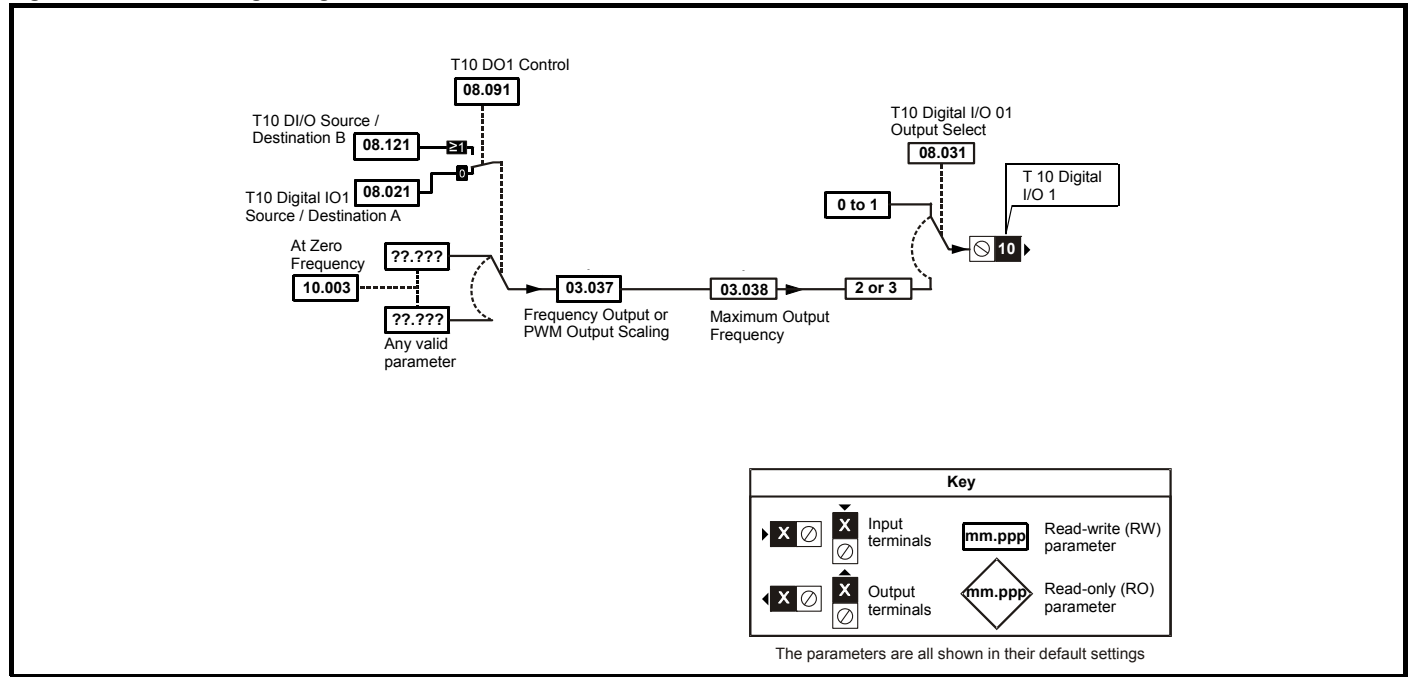 T10 DO1 Control
08.091
T10 DI/O Source /
Destination B
08.121
≥1
0
T10 Digital IO1
Source / Destination A
08.021
At Zero
Frequency
10.003
??.???
??.???
Any valid
parameter
03.037
Frequency Output or
PWM Output Scaling
03.038
Maximum Output
Frequency
0 to 1
2 or 3
T10 Digital I/O 01
Output Select
08.031
T 10 Digital
I/O 1
10
Key
X
X
Input
terminals
mm.ppp
Read-write (RW)
parameter
X
X
Output
terminals
mm.ppp
Read-only (RO)
parameter
The parameters are all shown in their default settings